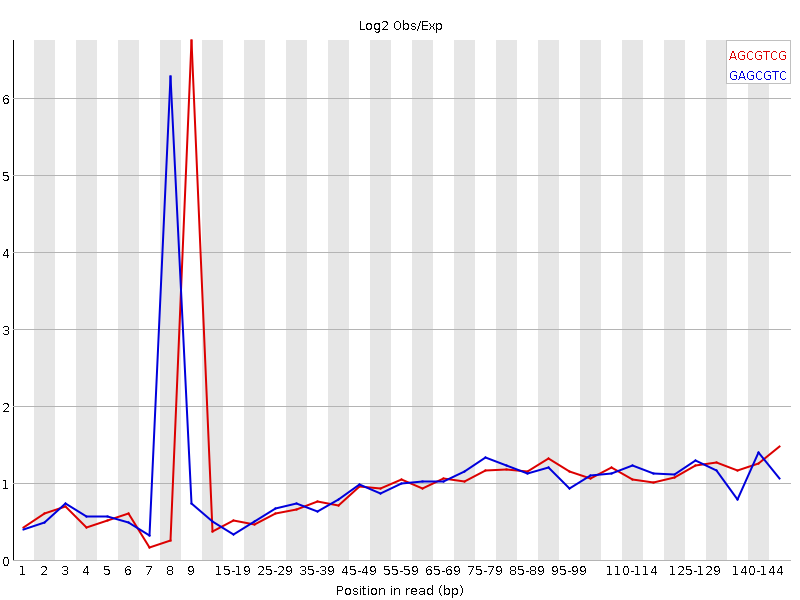 Log2 Obs/Exp
AGCGTCG
GAGCGTC
6
5
4
3
2
1
0
1 2 3 4 5 6 7 8 9 15-19 25-29 35-39 45-49 55-59 65-69 75-79 85-89 95-99 110-114 125-129 140-144
Position in read (bp)